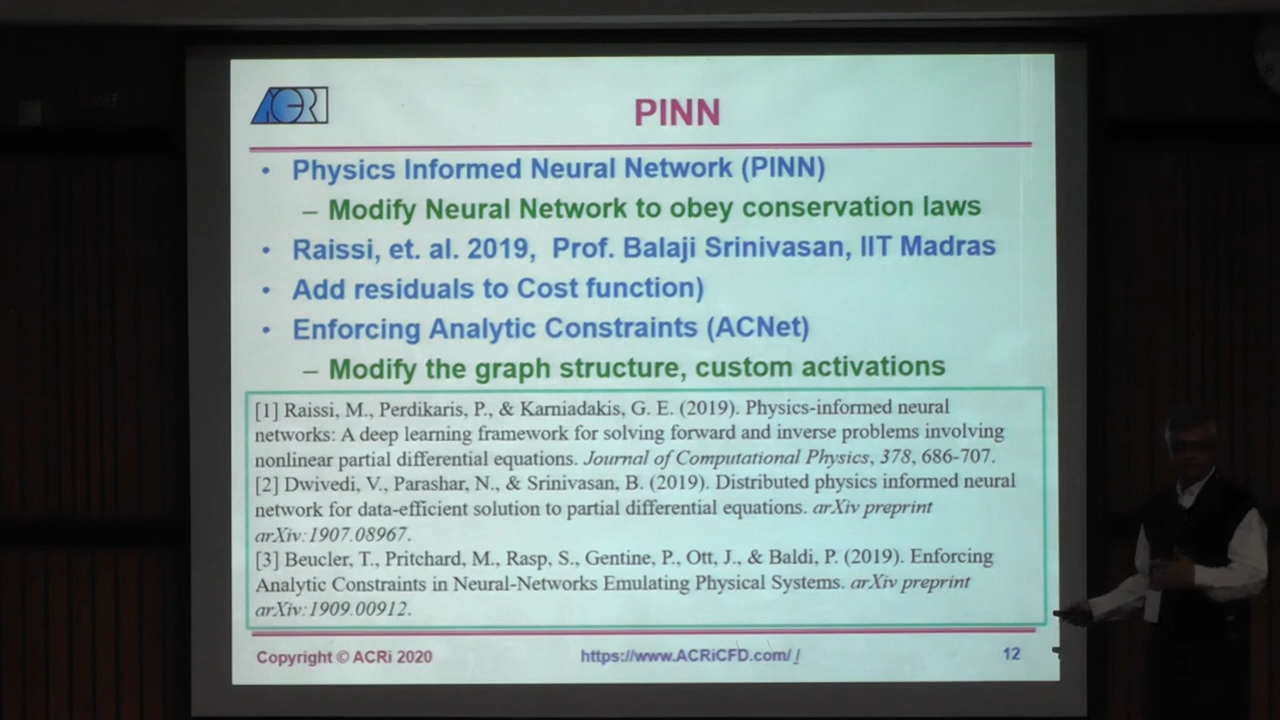 ACRi
PINN
• Physics Informed Neural Network (PINN)
– Modify Neural Network to obey conservation laws
• Raissi, et. al. 2019, Prof. Balaji Srinivasan, IIT Madras
• Add residuals to Cost function)
• Enforcing Analytic Constraints (ACNet)
– Modify the graph structure, custom activations
[1] Raissi, M., Perdikaris, P., & Karniadakis, G. E. (2019). Physics-informed neural
networks: A deep learning framework for solving forward and inverse problems involving
nonlinear partial differential equations. Journal of Computational Physics, 378, 686-707.
[2] Dwivedi, V., Parashar, N., & Srinivasan, B. (2019). Distributed physics informed neural
network for data-efficient solution to partial differential equations. arXiv preprint
arXiv:1907.08967.
[3] Beucler, T., Pritchard, M., Rasp, S., Gentine, P., Ott, J., & Baldi, P. (2019). Enforcing
Analytic Constraints in Neural-Networks Emulating Physical Systems. arXiv preprint
arXiv:1909.00912.
Copyright © ACRi 2020
https://www.ACRiCFD.com/ /
12